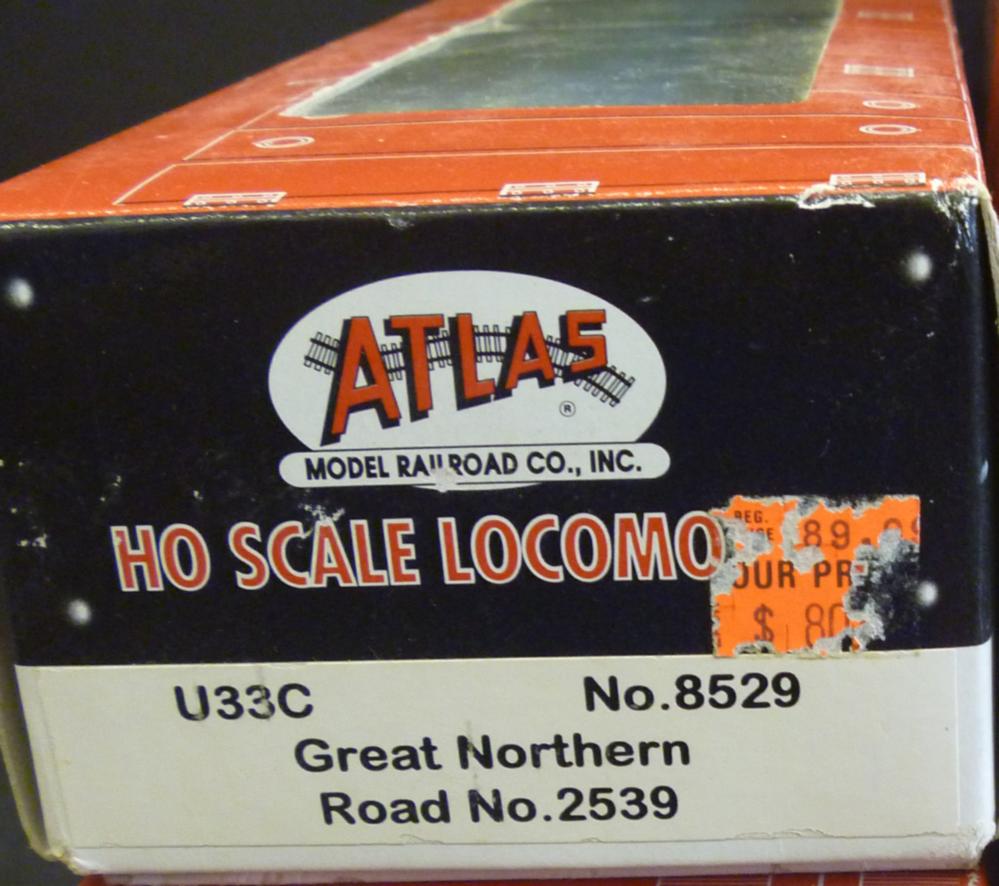 ATLAS
®
MODEL RAILROAD CO., INC.
HO SCALE LOCOMO
REG.
89.
OUR PR
$ 80
U33C No.8529
Great Northern
Road No.2539